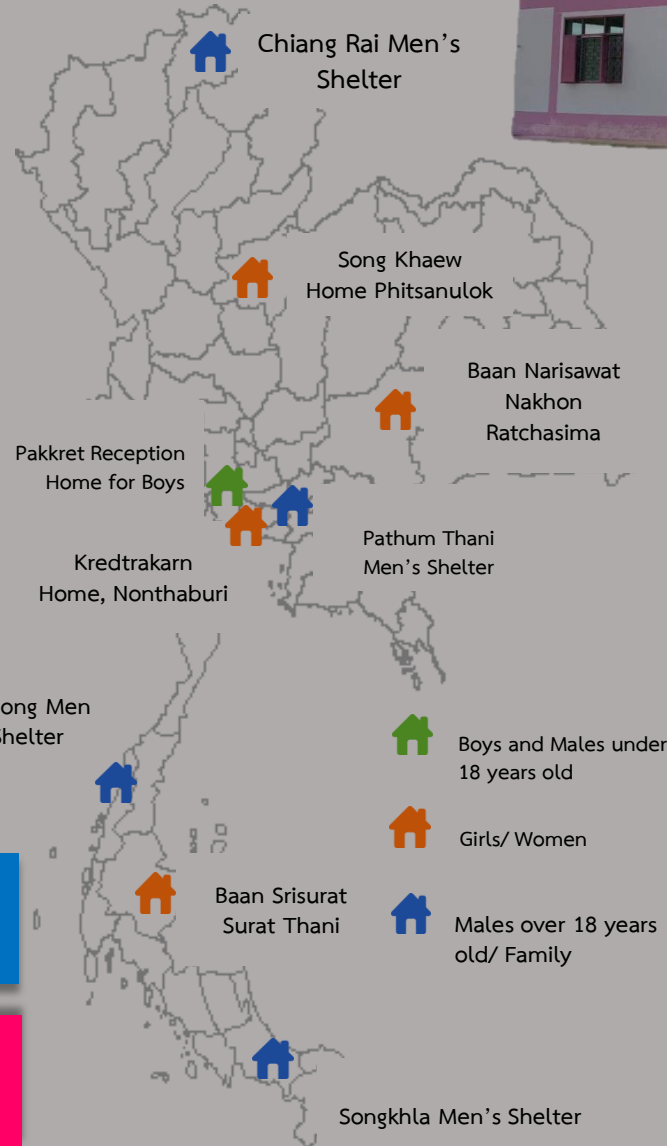 Chiang Rai Men's
Shelter
Song Khaew
Home Phitsanulok
Baan Narisawat
Nakhon
Ratchasima
Pakkret Reception
Home for Boys
Pathum Thani
Men's Shelter
Kredtrakarn
Home, Nonthaburi
Men
Shelter
Boys and Males under
18 years old
Girls/ Women
Baan Srisurat
Surat Thani
Males over 18 years
old/ Family
Songkhla Men's Shelter